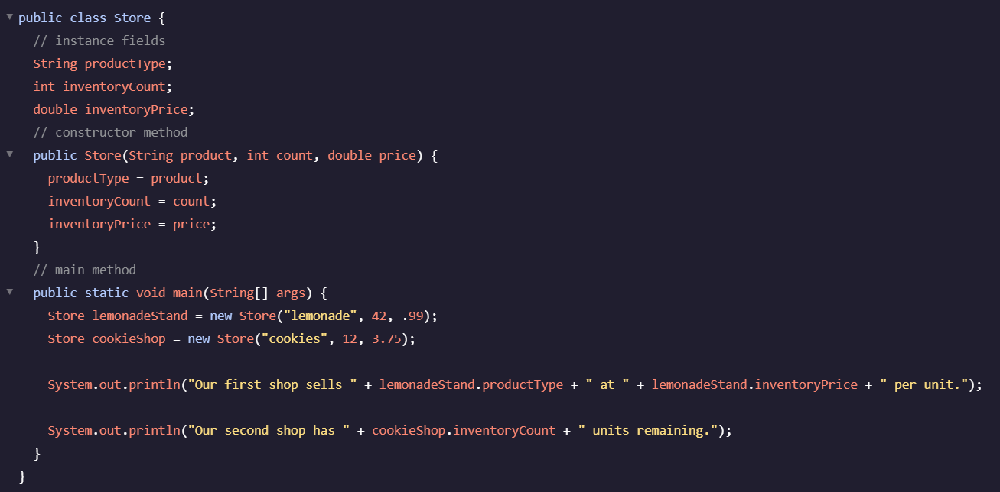 public class Store {
  // instance fields
  String productType;
  int inventoryCount;
  double inventoryPrice;
  // constructor method
  public Store(String product, int count, double price) {
    productType = product;
    inventoryCount = count;
    inventoryPrice = price;
  }
  // main method
  public static void main(String[] args) {
    Store lemonadeStand = new Store("lemonade", 42, .99);
    Store cookieShop = new Store("cookies", 12, 3.75);

    System.out.println("Our first shop sells " + lemonadeStand.productType + " at " + lemonadeStand.inventoryPrice + " per unit.");

    System.out.println("Our second shop has " + cookieShop.inventoryCount + " units remaining.");
  }
}